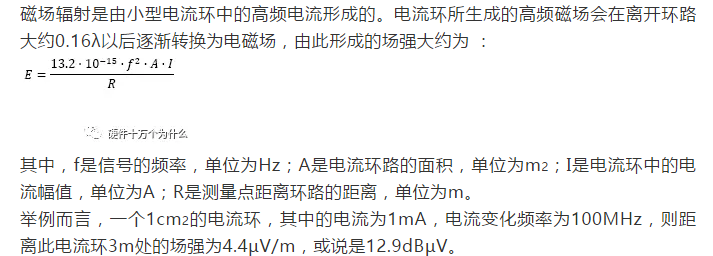 磁场辐射是由小型电流环中的高频电流形成的。电流环所生成的高频磁场会在离开环路
大约0.16λ以后逐渐转换为电磁场，由此形成的场强大约为 ：
E = 13.2 · 10⁻¹⁵ · f² · A · I / R
硬件十万个为什么
其中，f是信号的频率，单位为Hz；A是电流环路的面积，单位为m2；I是电流环中的电
流幅值，单位为A；R是测量点距离环路的距离，单位为m。
举例而言，一个1cm2的电流环，其中的电流为1mA，电流变化频率为100MHz，则距
离此电流环3m处的场强为4.4μV/m，或说是12.9dBμV。